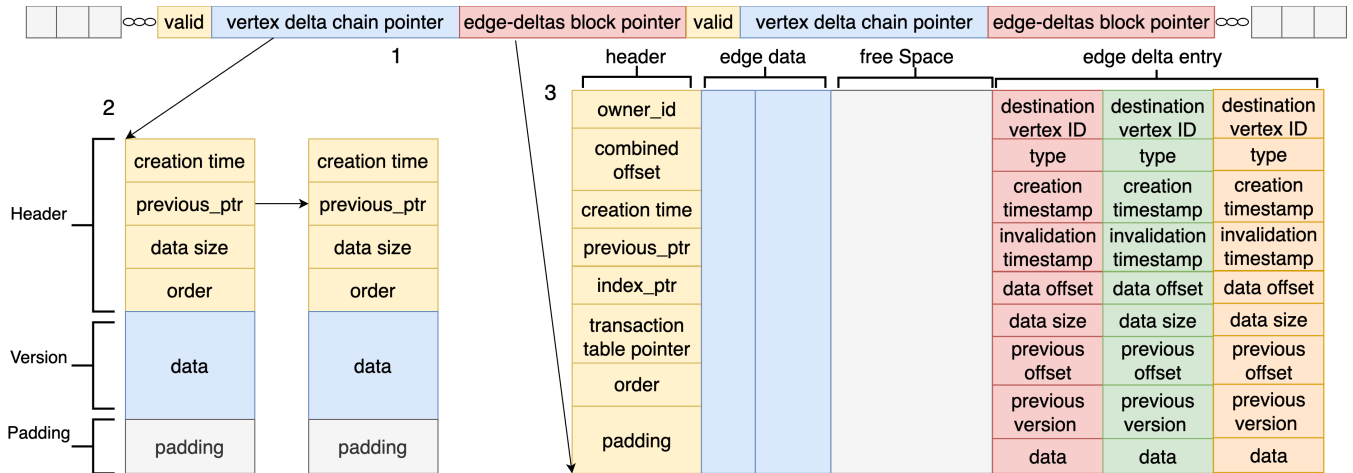 valid vertex delta chain pointer edge-deltas block pointer valid vertex delta chain pointer edge-deltas block pointer
1
2
Header
Version
Padding
creation time
previous_ptr
data size
order
data
padding
creation time
previous_ptr
data size
order
data
padding
3
header
edge data
free Space
edge delta entry
owner_id
combined
offset
creation time
previous_ptr
index_ptr
transaction
table pointer
order
padding
destination
vertex ID
type
creation
timestamp
invalidation
timestamp
data offset
data size
previous
offset
previous
version
data
destination
vertex ID
type
creation
timestamp
invalidation
timestamp
data offset
data size
previous
offset
previous
version
data
destination
vertex ID
type
creation
timestamp
invalidation
timestamp
data offset
data size
previous
offset
previous
version
data